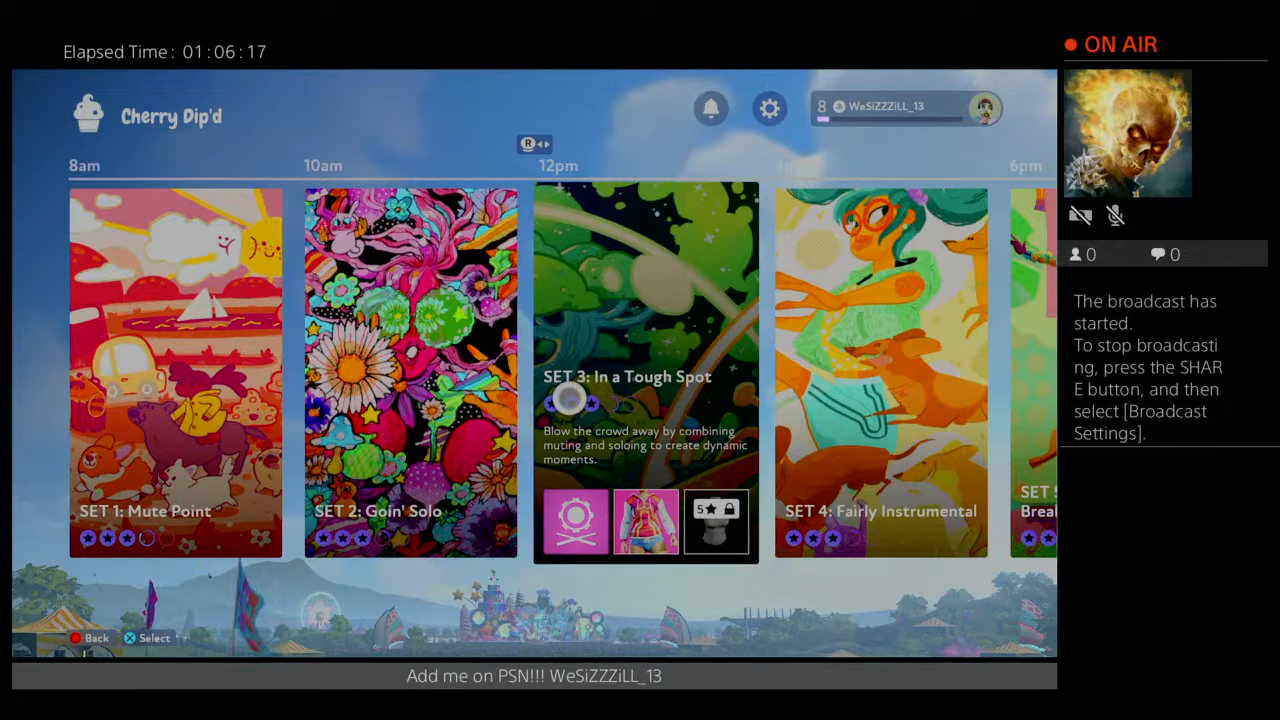 Elapsed Time: 01:06:17
ON AIR
Cherry Dip'd
8 WeSiZZZiLL_13
R
8am
10am
12pm
6pm
0
0
The broadcast has
started.
To stop broadcasti
ng, press the SHAR
E button, and then
select [Broadcast
Settings].
SET 3: In a Tough Spot
Blow the crowd away by combining
muting and soloing to create dynamic
moments.
5
SET 1: Mute Point
SET 2: Goin' Solo
SET 4: Fairly Instrumental
SET
Brea
Back
Select
Add me on PSN!!! WeSiZZZiLL_13